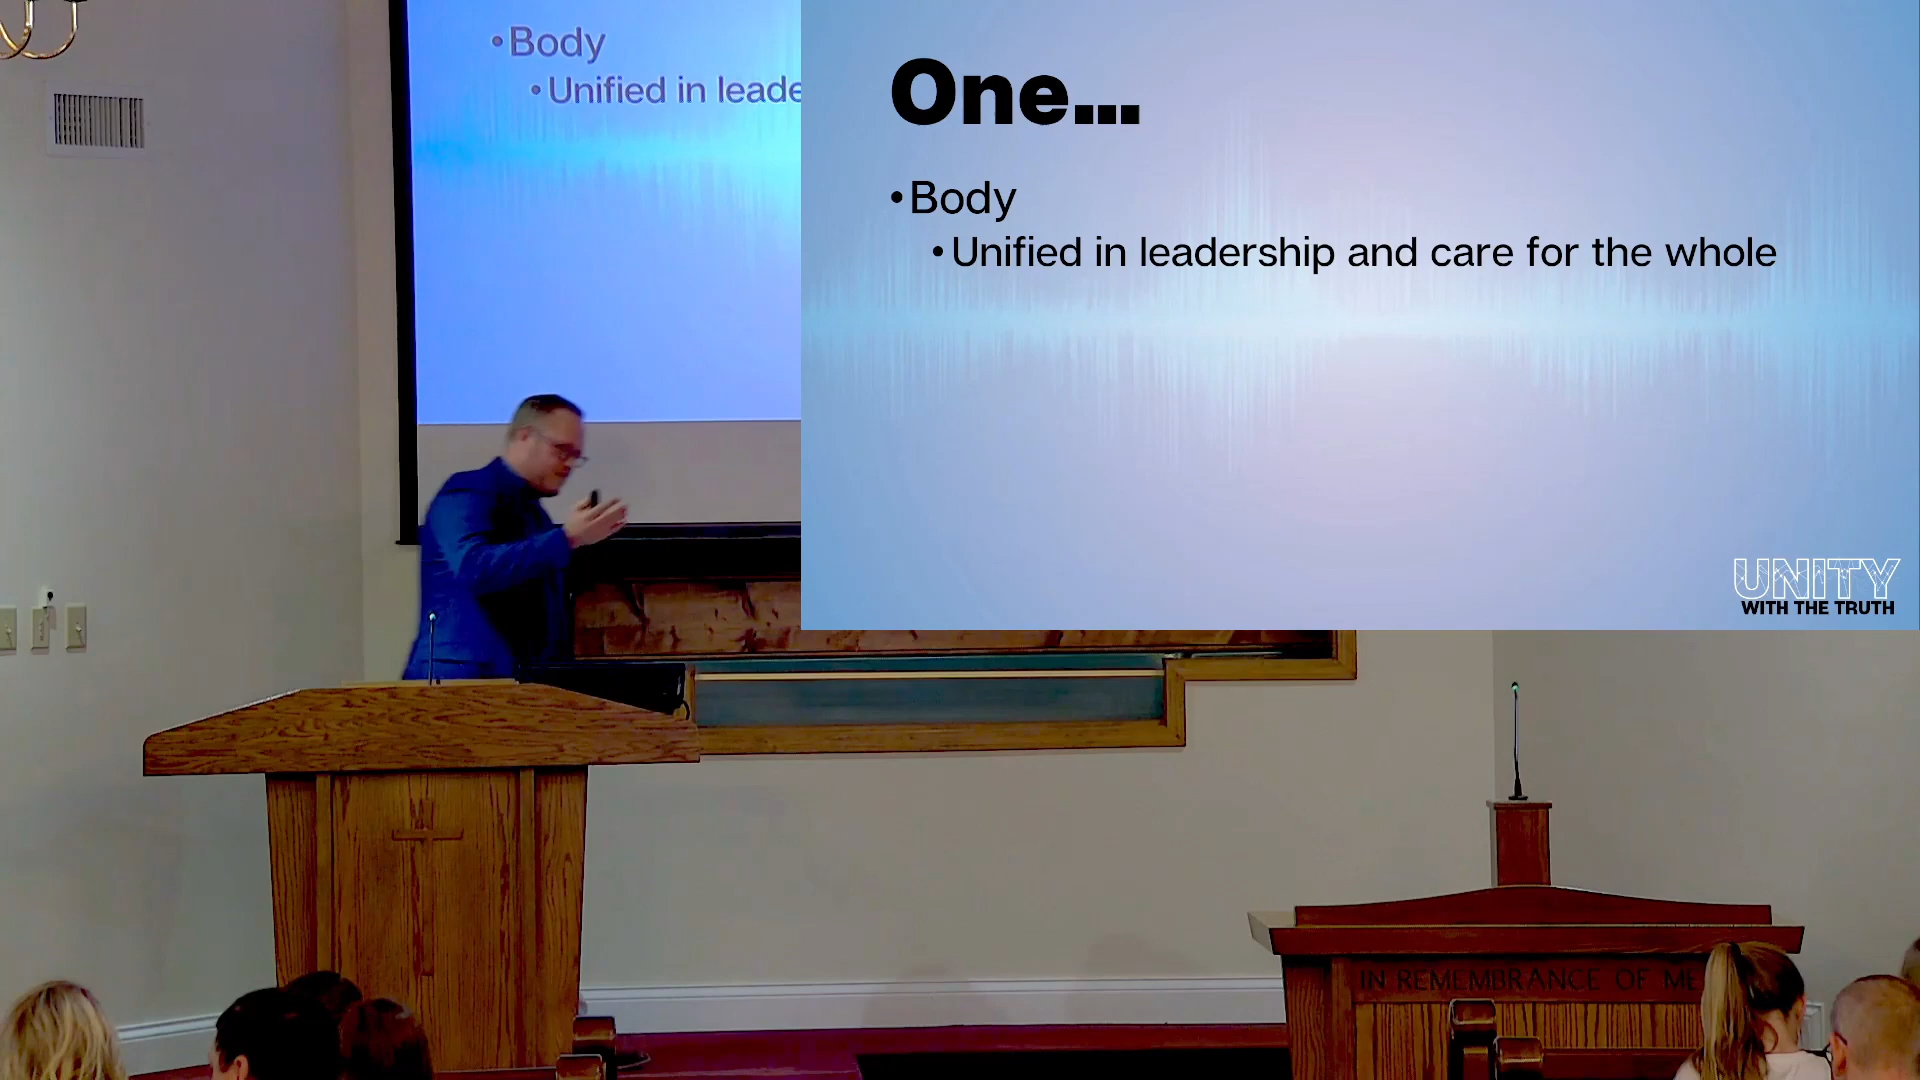 •Body
•Unified in leade
One...
•Body
•Unified in leadership and care for the whole
UNITY
WITH THE TRUTH
IN REMEMBRANCE OF ME